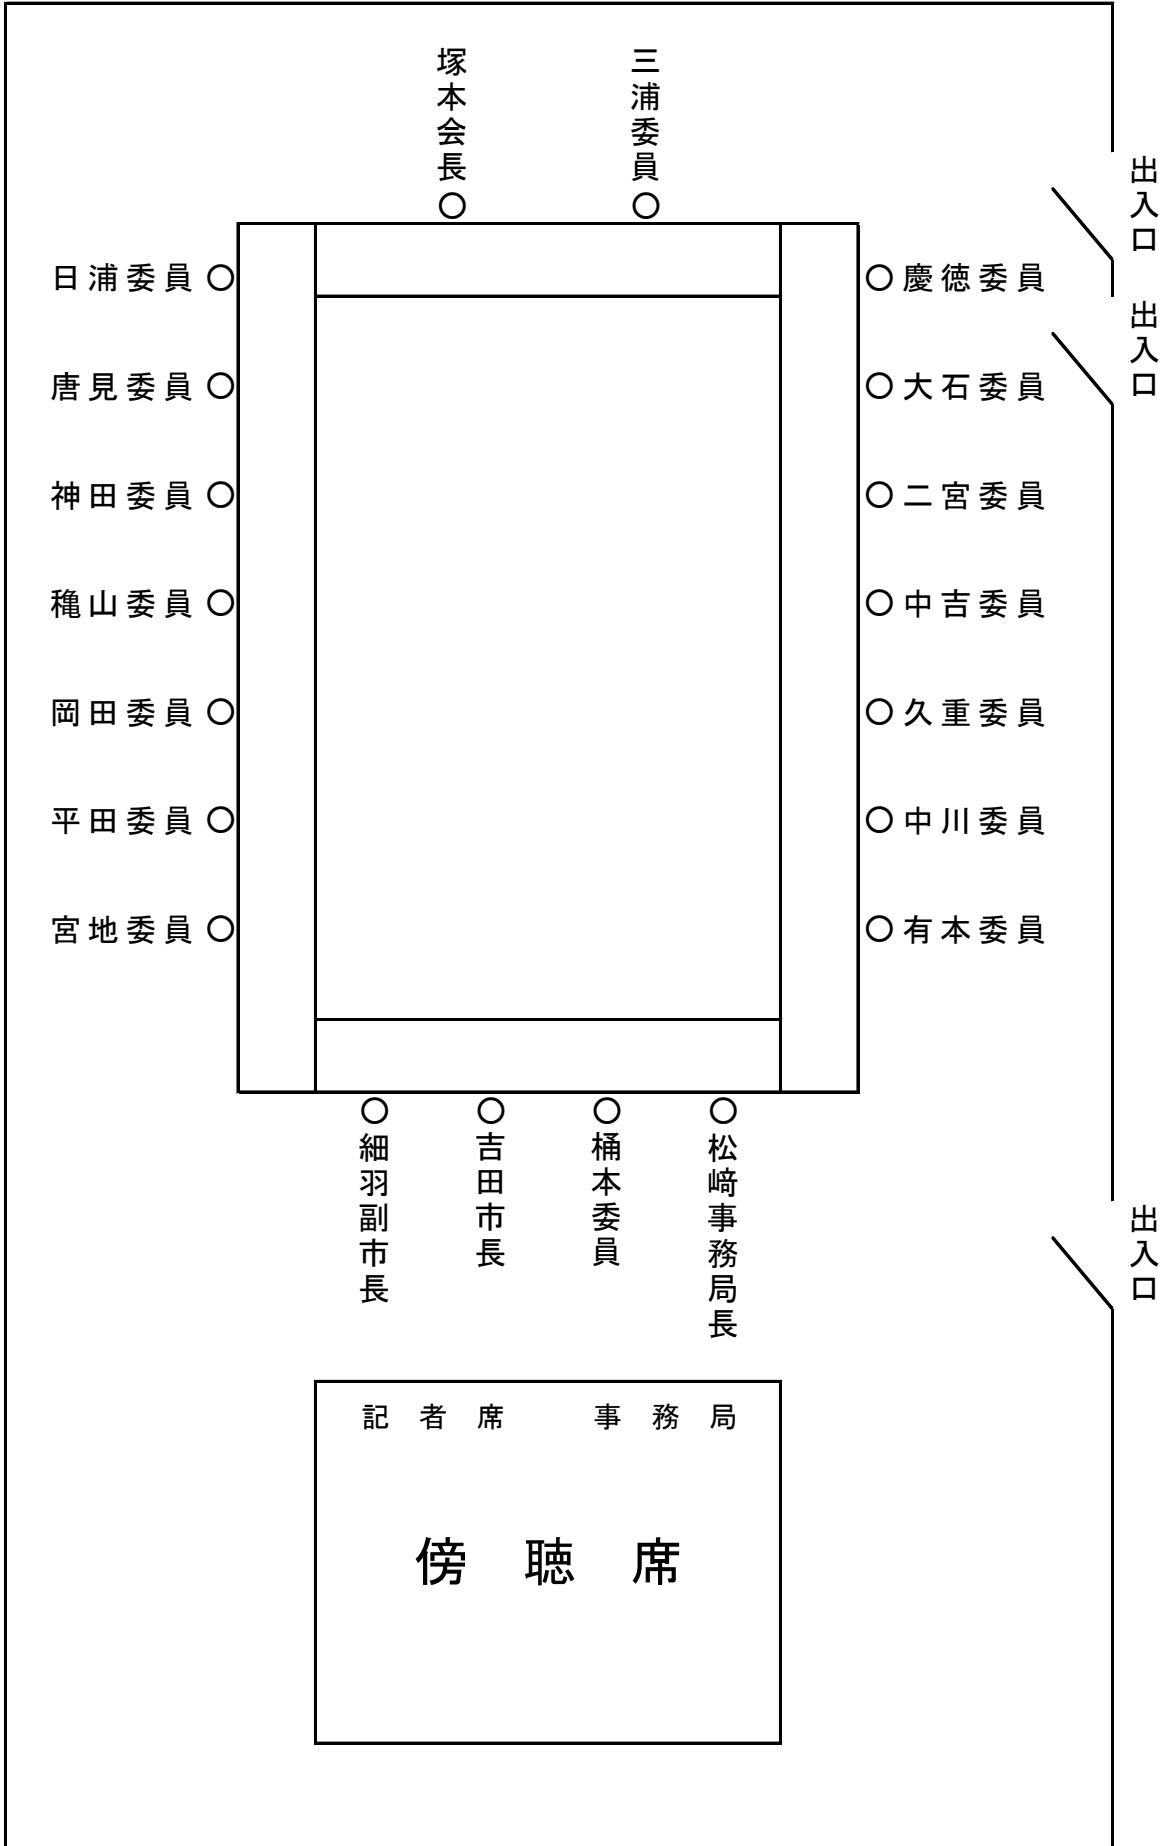 塚本会長
三浦委員
出入口
日浦委員
慶徳委員
出入口
唐見委員
大石委員
神田委員
二宮委員
穐山委員
中吉委員
岡田委員
久重委員
平田委員
中川委員
宮地委員
有本委員
細羽副市長
吉田市長
桶本委員
松﨑事務局長
出入口
記者席 事務局
傍聴席